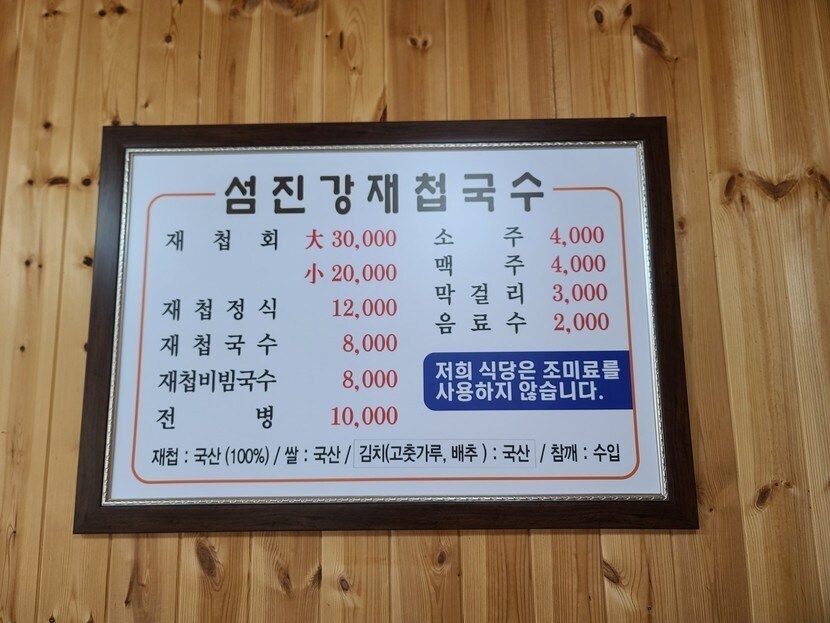 섬진강재첩국수
재첩회 大 30,000
小 20,000
재첩정식 12,000
재첩국수 8,000
재첩비빔국수 8,000
전병 10,000
소주 4,000
맥주 4,000
막걸리 3,000
음료수 2,000
저희 식당은 조미료를
사용하지 않습니다.
재첩 : 국산 (100%) / 쌀 : 국산 / 김치(고춧가루, 배추 ) : 국산 / 참깨 : 수입